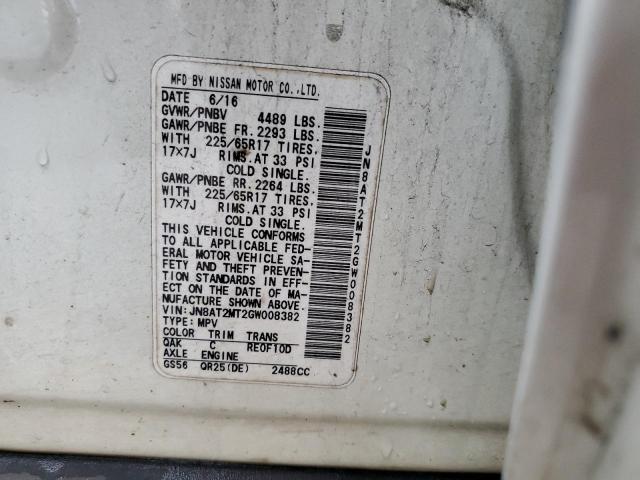 MFD BY NISSAN MOTOR CO.,LTD.
DATE 6/16
GVWR/PNBV 4489 LBS.
GAWR/PNBE FR. 2293 LBS.
WITH 225/65R17 TIRES,
17×7J RIMS.AT 33 PSI
COLD SINGLE.
GAWR/PNBE RR. 2264 LBS.
WITH 225/65R17 TIRES,
17×7J RIMS.AT 33 PSI
COLD SINGLE.
THIS VEHICLE CONFORMS
TO ALL APPLICABLE FED-
ERAL MOTOR VEHICLE SA-
FETY AND THEFT PREVEN-
TION STANDARDS IN EFF-
ECT ON THE DATE OF MA-
NUFACTURE SHOWN ABOVE.
VIN: JN8AT2MT2GW008382
TYPE: MPV
COLOR TRIM TRANS
QAK C RE0F10D
AXLE ENGINE
GS56 QR25(DE) 2488CC
JN8AT2MT2GW008382